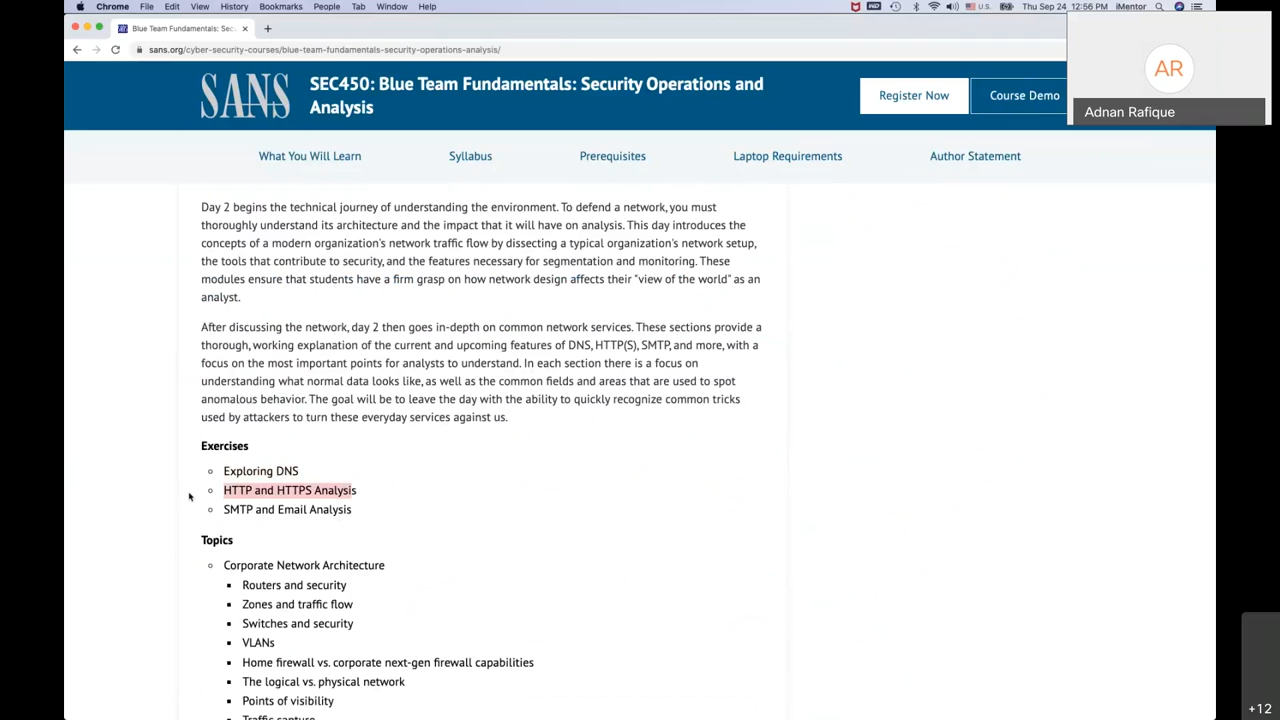 Chrome File Edit View History Bookmarks People Tab Window Help
U.S. Thu Sep 24 12:56 PM iMentor
Blue Team Fundamentals: Sec
sans.org/cyber-security-courses/blue-team-fundamentals-security-operations-analysis/
SANS
SEC450: Blue Team Fundamentals: Security Operations and
Analysis
Register Now
Course Demo
AR
Adnan Rafique
What You Will Learn
Syllabus
Prerequisites
Laptop Requirements
Author Statement
Day 2 begins the technical journey of understanding the environment. To defend a network, you must
thoroughly understand its architecture and the impact that it will have on analysis. This day introduces the
concepts of a modern organization's network traffic flow by dissecting a typical organization's network setup,
the tools that contribute to security, and the features necessary for segmentation and monitoring. These
modules ensure that students have a firm grasp on how network design affects their "view of the world" as an
analyst.
After discussing the network, day 2 then goes in-depth on common network services. These sections provide a
thorough, working explanation of the current and upcoming features of DNS, HTTP(S), SMTP, and more, with a
focus on the most important points for analysts to understand. In each section there is a focus on
understanding what normal data looks like, as well as the common fields and areas that are used to spot
anomalous behavior. The goal will be to leave the day with the ability to quickly recognize common tricks
used by attackers to turn these everyday services against us.
Exercises
Exploring DNS
HTTP and HTTPS Analysis
SMTP and Email Analysis
Topics
Corporate Network Architecture
Routers and security
Zones and traffic flow
Switches and security
VLANs
Home firewall vs. corporate next-gen firewall capabilities
The logical vs. physical network
Points of visibility
Traffic capture
+12